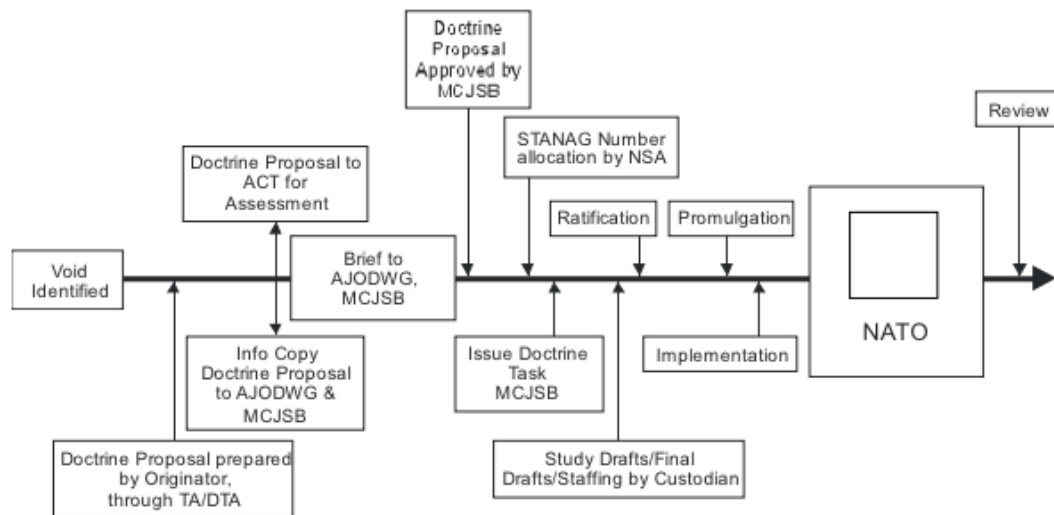 Doctrine
Proposal
Approved by
MCJSB
Review
STANAG Number
allocation by NSA
Doctrine Proposal to
ACT for
Assessment
Ratification
Promulgation
Void
Identified
Brief to
AJODWG,
MCJSB
NATO
Info Copy
Doctrine Proposal
to AJODWG &
MCJSB
Issue Doctrine
Task
MCJSB
Implementation
Doctrine Proposal prepared
by Originator,
through TA/DTA
Study Drafts/Final
Drafts/Staffing by Custodian